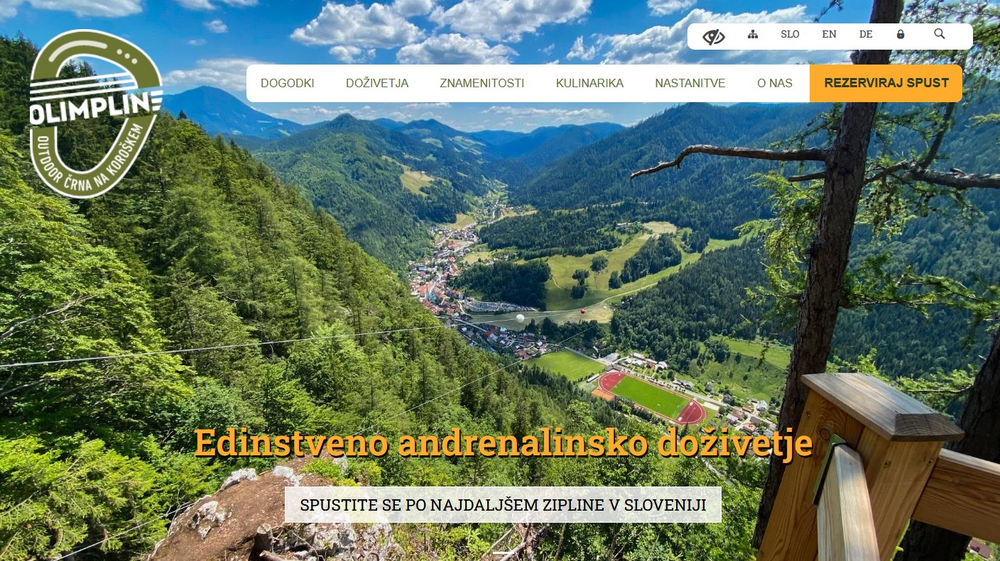 SLO EN DE
DOGODKI DOŽIVETJA ZNAMENITOSTI KULINARIKA NASTANITVE O NAS REZERVIRAJ SPUST
OLIMPLINE
OUTDOOR ČRNA NA KOROŠKEM
Edinstveno andrenalinsko doživetje
SPUSTITE SE PO NAJDALJŠEM ZIPLINE V SLOVENIJI